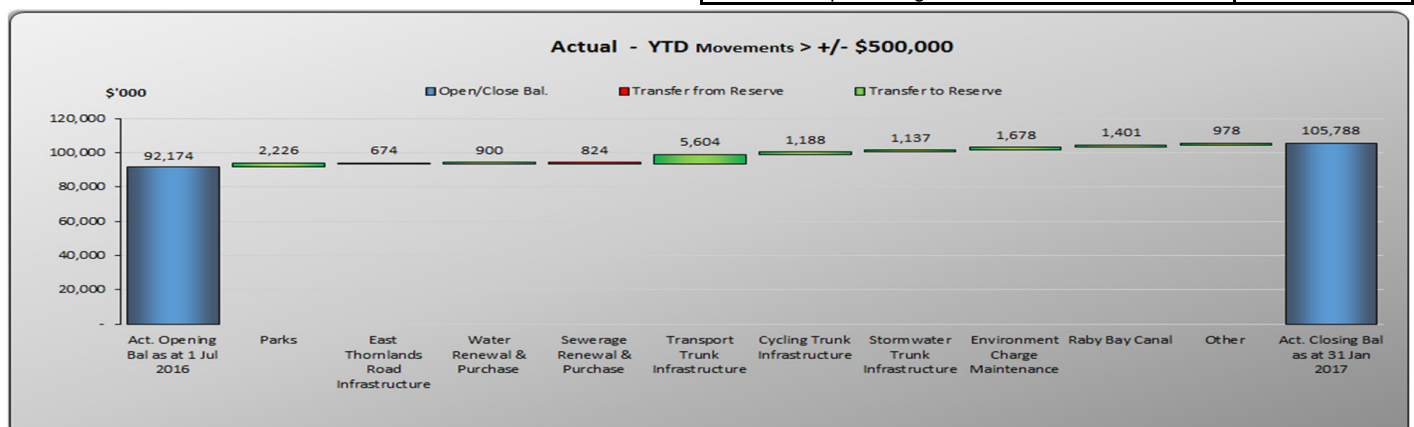 Actual - YTD Movements > +/- $500,000
$'000
Open/Close Bal. Transfer from Reserve Transfer to Reserve
120,000
100,000
80,000
60,000
40,000
20,000
-
92,174
2,226
674
900
824
5,604
1,188
1,137
1,678
1,401
978
105,788
Act. Opening
Bal as at 1 Jul
2016
Parks
East
Thornlands
Road
Infrastructure
Water
Renewal &
Purchase
Sewerage
Renewal &
Purchase
Transport
Trunk
Infrastructure
Cycling Trunk
Infrastructure
Stormwater
Trunk
Infrastructure
Environment
Charge
Maintenance
Raby Bay Canal
Other
Act. Closing Bal
as at 31 Jan
2017